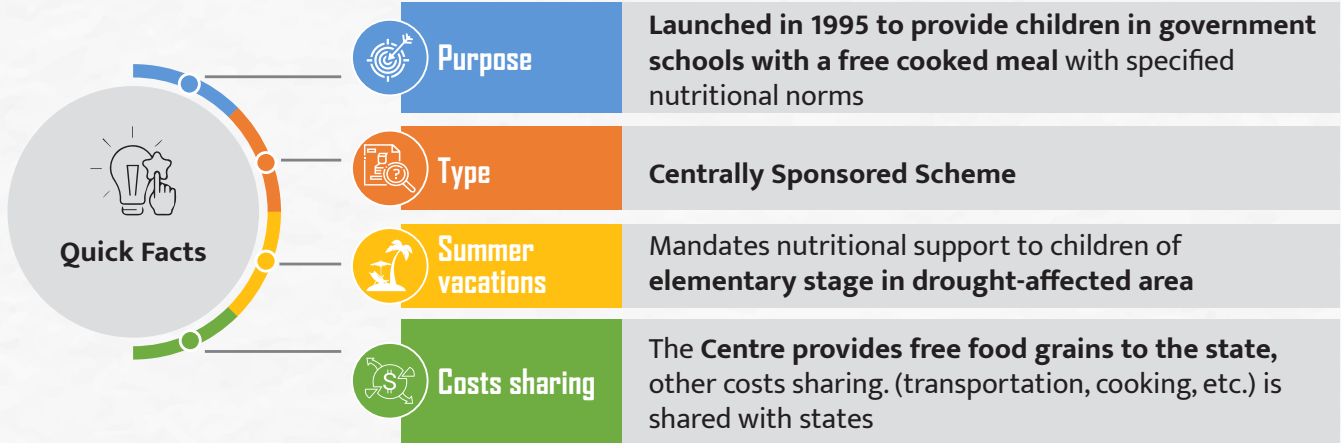 Quick Facts
Purpose
Launched in 1995 to provide children in government
schools with a free cooked meal with specified
nutritional norms
Type
Centrally Sponsored Scheme
Summer
vacations
Mandates nutritional support to children of
elementary stage in drought-affected area
Costs sharing
The Centre provides free food grains to the state,
other costs sharing. (transportation, cooking, etc.) is
shared with states